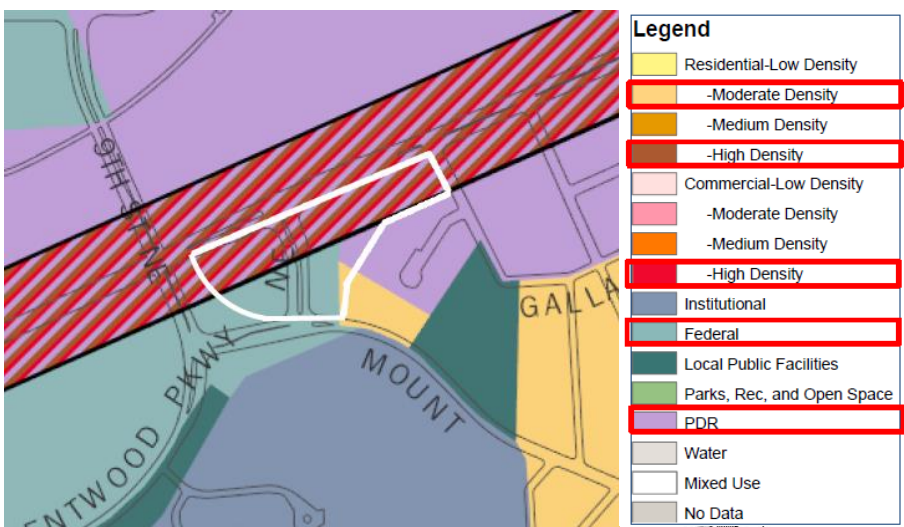 9TH ST NE
NE
GALLA
MOUNT
ENTWOOD PKWY
Legend
Residential-Low Density
-Moderate Density
-Medium Density
-High Density
Commercial-Low Density
-Moderate Density
-Medium Density
-High Density
Institutional
Federal
Local Public Facilities
Parks, Rec, and Open Space
PDR
Water
Mixed Use
No Data